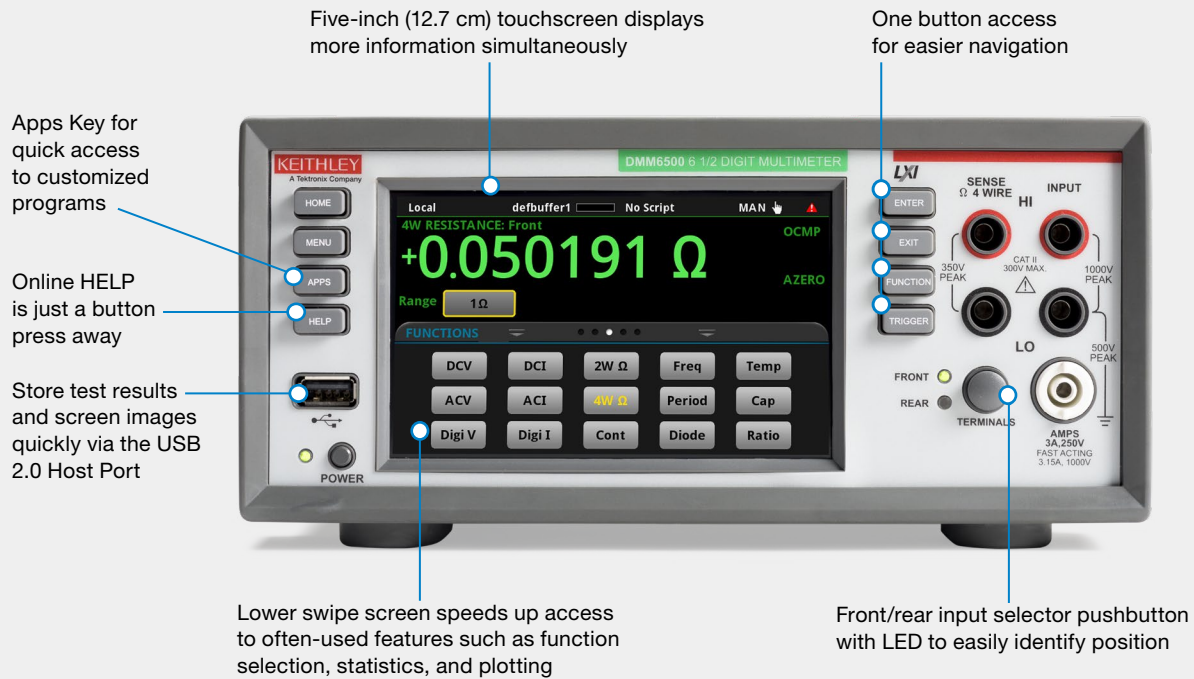 Five-inch (12.7 cm) touchscreen displays
more information simultaneously
One button access
for easier navigation
Apps Key for
quick access
to customized
programs
Online HELP
is just a button
press away
Store test results
and screen images
quickly via the USB
2.0 Host Port
KEITHLEY
A Tektronix Company
DMM6500 6 1/2 DIGIT MULTIMETER
LXI
HOME
MENU
APPS
HELP
POWER
Local defbuffer1 No Script MAN
4W RESISTANCE: Front
OCMP
+0.050191 Ω
AZERO
Range 1Ω
FUNCTIONS
DCV DCI 2W Ω Freq Temp
ACV ACI 4W Ω Period Cap
Digi V Digi I Cont Diode Ratio
ENTER
EXIT
FUNCTION
TRIGGER
SENSE
Ω 4 WIRE
INPUT
HI
350V
PEAK
CAT II
300V MAX.
1000V
PEAK
LO
500V
PEAK
FRONT
REAR
TERMINALS
AMPS
3A,250V
FAST ACTING
3.15A, 1000V
Lower swipe screen speeds up access
to often-used features such as function
selection, statistics, and plotting
Front/rear input selector pushbutton
with LED to easily identify position